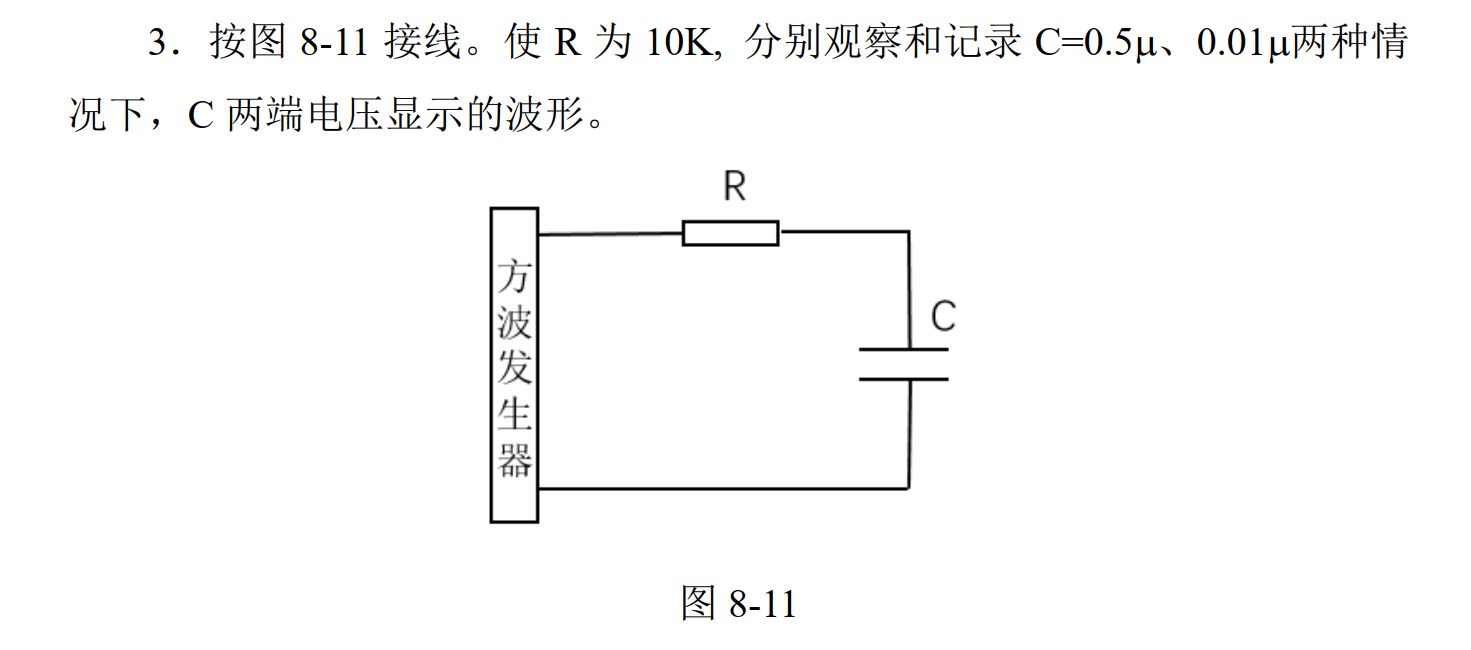 3．按图 8-11 接线。使 R 为 10K, 分别观察和记录 C=0.5μ、0.01μ两种情
况下，C 两端电压显示的波形。
R
方波发生器
C
图 8-11